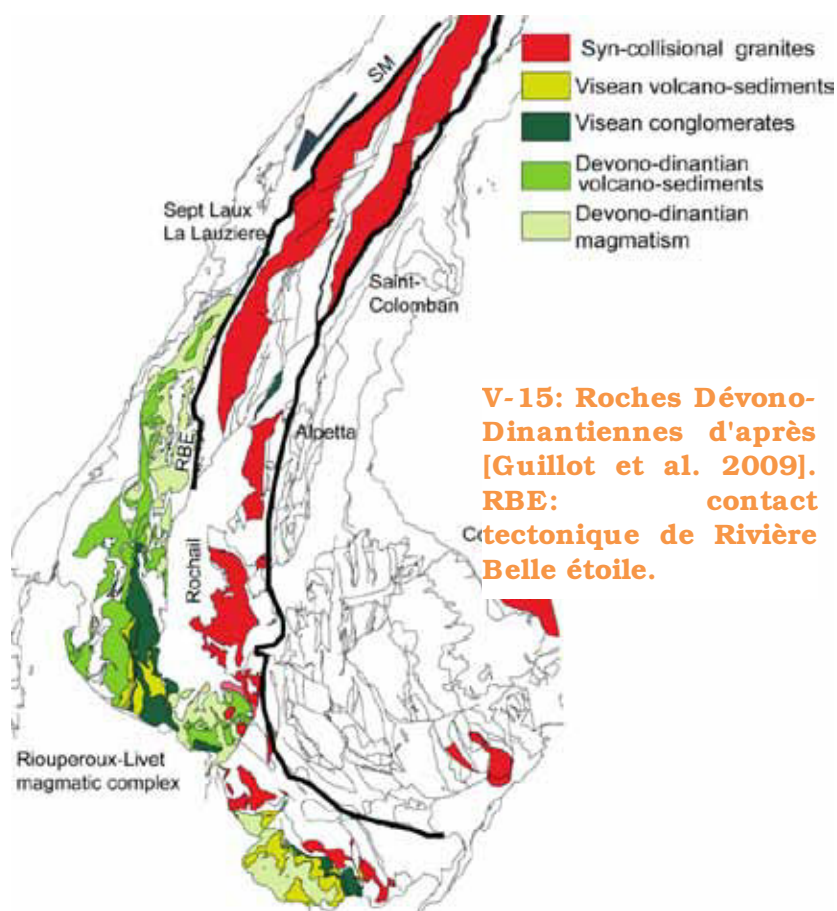 SM
Syn-collisional granites
Visean volcano-sediments
Visean conglomerates
Devono-dinantian
volcano-sediments
Devono-dinantian
magmatism
Sept Laux
La Lauziere
Saint-
Colomban
RBE
Alpetta
Rochail
V-15: Roches Dévono-
Dinantiennes d'après
[Guillot et al. 2009].
RBE: contact
tectonique de Rivière
Belle étoile.
Riouperoux-Livet
magmatic complex